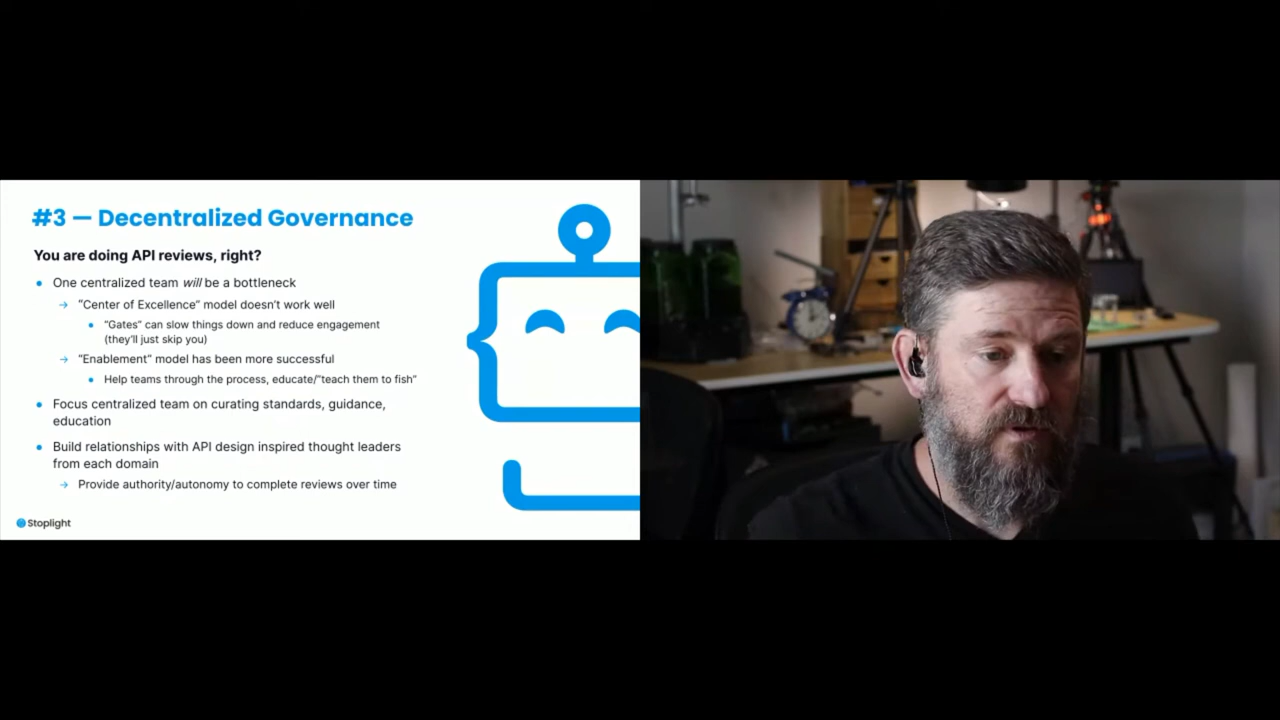 #3 — Decentralized Governance
You are doing API reviews, right?
One centralized team will be a bottleneck
“Center of Excellence” model doesn’t work well
“Gates” can slow things down and reduce engagement
(they’ll just skip you)
“Enablement” model has been more successful
Help teams through the process, educate/“teach them to fish”
Focus centralized team on curating standards, guidance,
education
Build relationships with API design inspired thought leaders
from each domain
Provide authority/autonomy to complete reviews over time
Stoplight